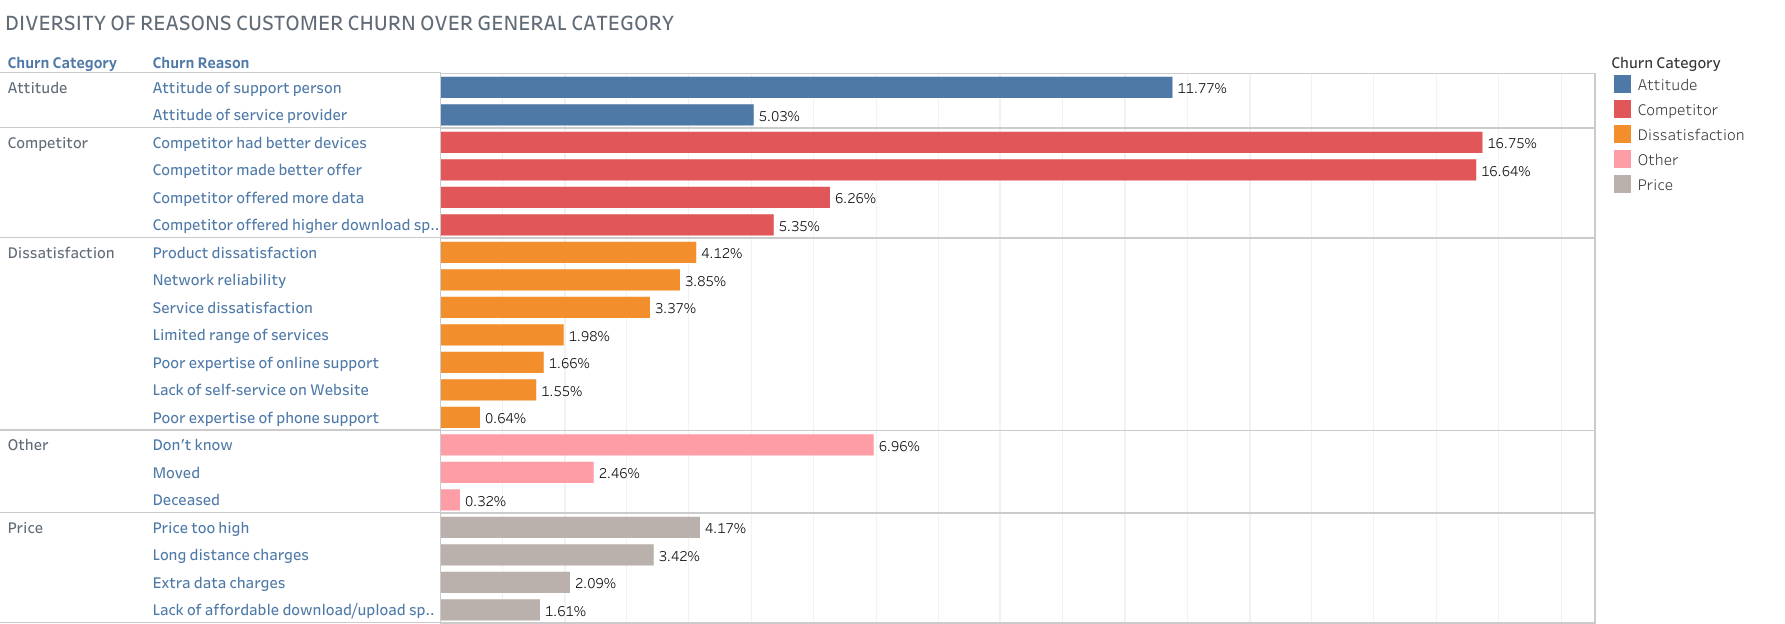 DIVERSITY OF REASONS CUSTOMER CHURN OVER GENERAL CATEGORY
Churn Category Churn Reason
Attitude Attitude of support person 11.77%
Attitude of service provider 5.03%
Competitor Competitor had better devices 16.75%
Competitor made better offer 16.64%
Competitor offered more data 6.26%
Competitor offered higher download sp.. 5.35%
Dissatisfaction Product dissatisfaction 4.12%
Network reliability 3.85%
Service dissatisfaction 3.37%
Limited range of services 1.98%
Poor expertise of online support 1.66%
Lack of self-service on Website 1.55%
Poor expertise of phone support 0.64%
Other Don’t know 6.96%
Moved 2.46%
Deceased 0.32%
Price Price too high 4.17%
Long distance charges 3.42%
Extra data charges 2.09%
Lack of affordable download/upload sp.. 1.61%
Churn Category
Attitude
Competitor
Dissatisfaction
Other
Price